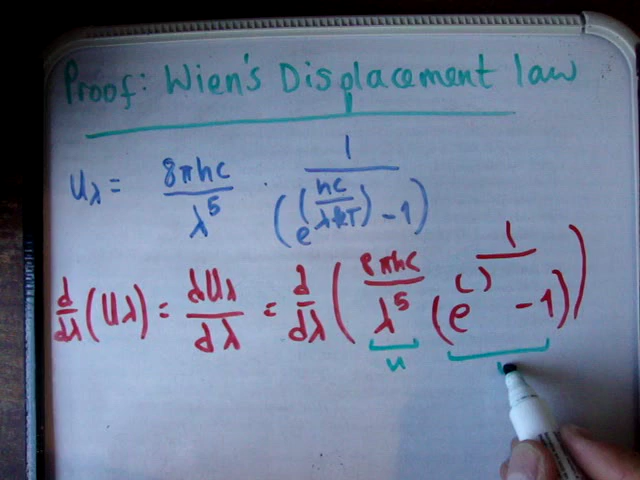 Proof: Wien's Displacement law
uλ = 8πhc/λ⁵ · 1/(e^(hc/λkT) - 1)
d/dλ (Uλ) = dUλ/dλ = d/dλ (8πhc/λ⁵ 1/(e^( ) - 1))
u